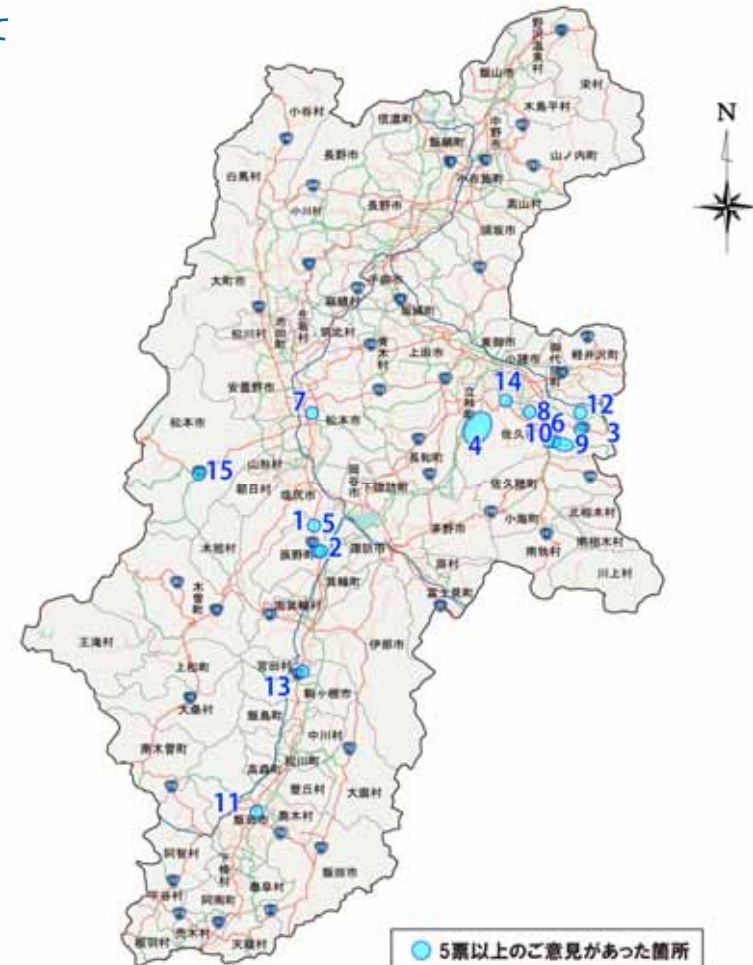 て
野沢温泉村
飯山市
栄村
小谷村
信濃町
木島平村
中野市
飯綱町
N
長野市
山ノ内町
白馬村
小布施町
小川村
高山村
長野市
須坂市
大町市
千曲市
麻績村
坂城町
生坂村
筑北村
池田町
松川村
青木村
上田市
東御市
小諸市
御代田町
軽井沢町
安曇野市
立科町
14
7
松本市
松本市
8
12
6
佐久
10
3
4
9
15
山形村
長和町
岡谷市
朝日村
塩尻市
下諏訪町
佐久穂町
1
5
茅野市
小海町
北相木村
木祖村
辰野町
2
諏訪市
南牧村
南相木村
原村
箕輪町
川上村
木曽町
富士見町
南箕輪村
王滝村
伊那市
上松町
宮田村
13
駒ヶ根市
大桑村
飯島町
中川村
南木曽町
松川町
高森町
豊丘村
大鹿村
11
喬木村
飯田市
阿智村
下條村
飯田市
泰阜村
平谷村
阿南町
売木村
根羽村
天龍村
5票以上のご意見があった箇所